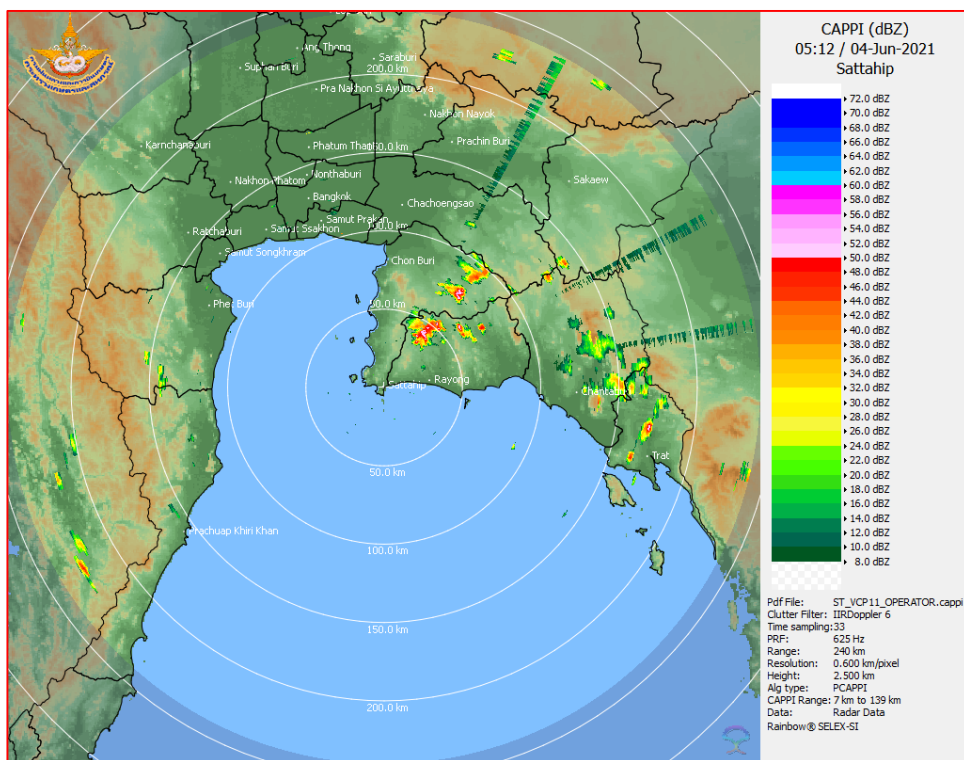 CAPPI (dBZ)
05:12 / 04-Jun-2021
Sattahip
72.0 dBZ
70.0 dBZ
68.0 dBZ
66.0 dBZ
64.0 dBZ
62.0 dBZ
60.0 dBZ
56.0 dBZ
54.0 dBZ
52.0 dBZ
50.0 dBZ
48.0 dBZ
46.0 dBZ
44.0 dBZ
42.0 dBZ
40.0 dBZ
38.0 dBZ
36.0 dBZ
34.0 dBZ
32.0 dBZ
30.0 dBZ
28.0 dBZ
26.0 dBZ
24.0 dBZ
22.0 dBZ
20.0 dBZ
18.0 dBZ
16.0 dBZ
14.0 dBZ
12.0 dBZ
10.0 dBZ
8.0 dBZ
Pdf File: ST_VCP11_OPERATOR.cappi
Clutter Filter: IIRDoppler 6
Time sampling:33
PRF: 625 Hz
Range: 240 km
Resolution: 0.600 km/pixel
Height: 2.500 km
Alg type: PCAPPI
CAPPI Range: 7 km to 139 km
Data: Radar Data
Rainbow® SELEX-SI
Ang Thong
Saraburi
Suphan Buri
200.0 km
Pra Nakhon Si Ayuttaya
Nakhon Nayok
Karnchanaburi
Phatum Thani
150.0 km
Prachin Buri
Nonthaburi
Nakhon Phatom
Sakaew
Bangknk
Chachoengsao
Samut Prakan
Ratchaburi
Samut Ssakhon
100.0 km
Samut Songkhram
Chon Buri
Phet Buri
50.0 km
Sattahip
Rayong
Chantaburi
Trat
50.0 km
Prachuap Khiri Khan
100.0 km
150.0 km
200.0 km